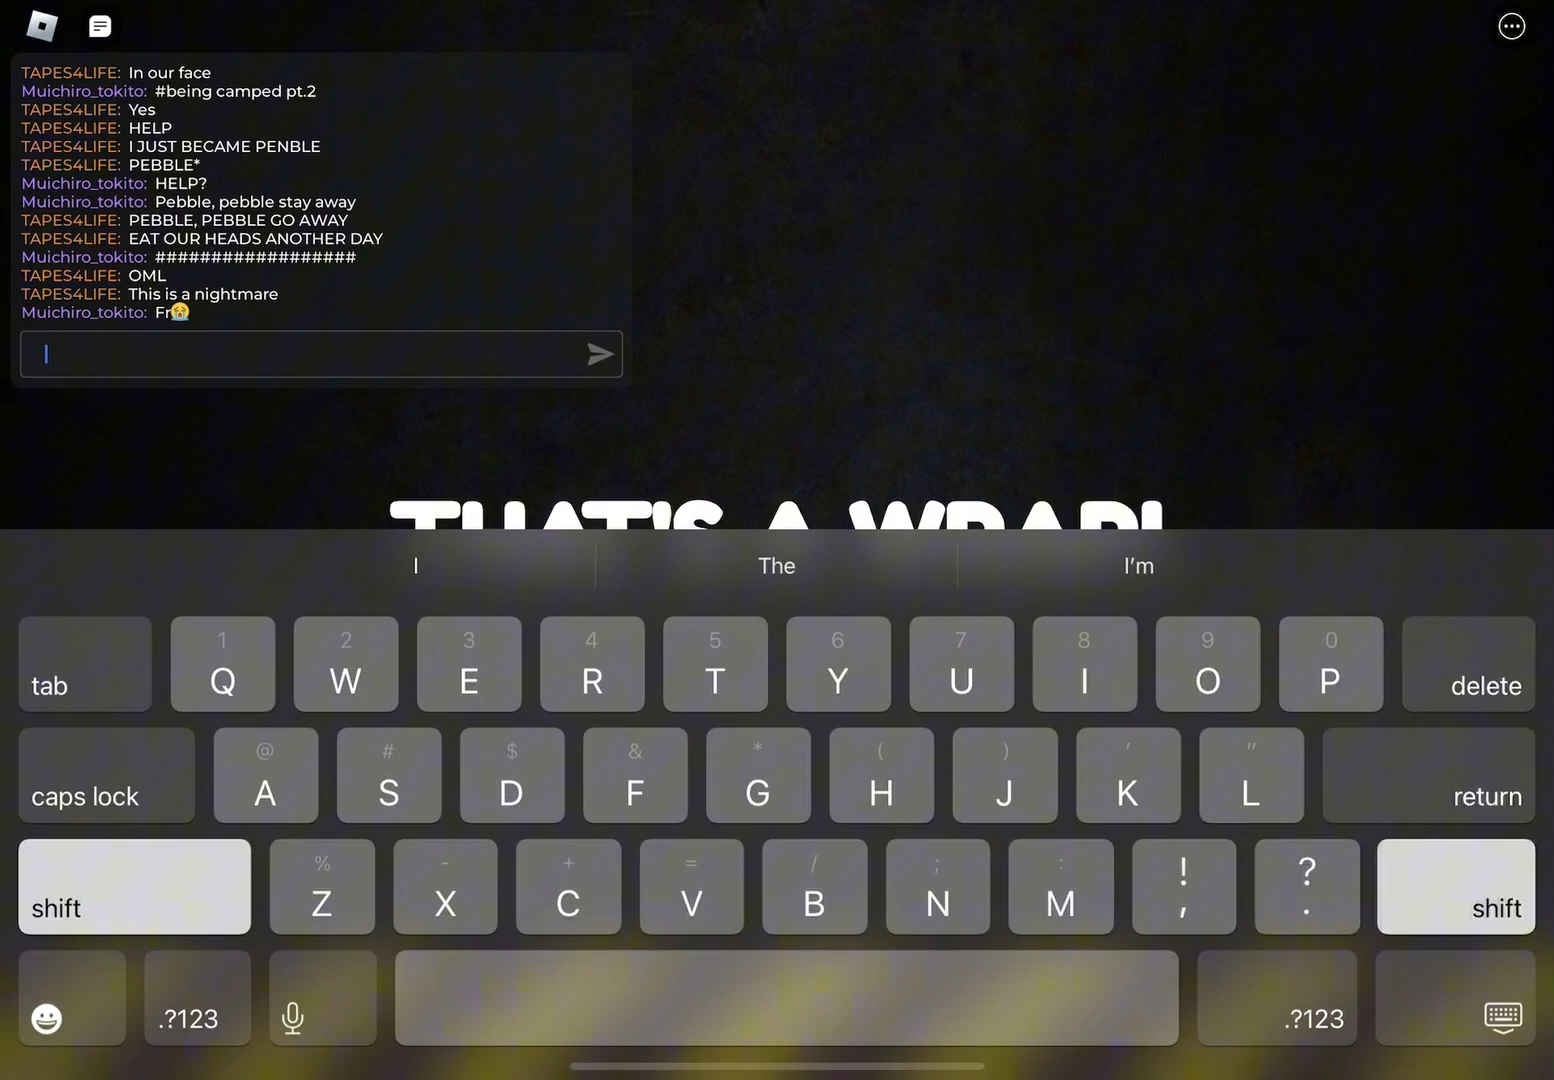 TAPES4LIFE: In our face
Muichiro_tokito: #being camped pt.2
TAPES4LIFE: Yes
TAPES4LIFE: HELP
TAPES4LIFE: I JUST BECAME PENBLE
TAPES4LIFE: PEBBLE*
Muichiro_tokito: HELP?
Muichiro_tokito: Pebble, pebble stay away
TAPES4LIFE: PEBBLE, PEBBLE GO AWAY
TAPES4LIFE: EAT OUR HEADS ANOTHER DAY
Muichiro_tokito: ##################
TAPES4LIFE: OML
TAPES4LIFE: This is a nightmare
Muichiro_tokito: Fr😭
THAT'S A WRAP!
I The I'm
1 2 3 4 5 6 7 8 9 0
tab Q W E R T Y U I O P delete
@ # $ & * ( ) ' "
caps lock A S D F G H J K L return
% - + = / ; : ! ?
shift Z X C V B N M , . shift
.?123 .?123